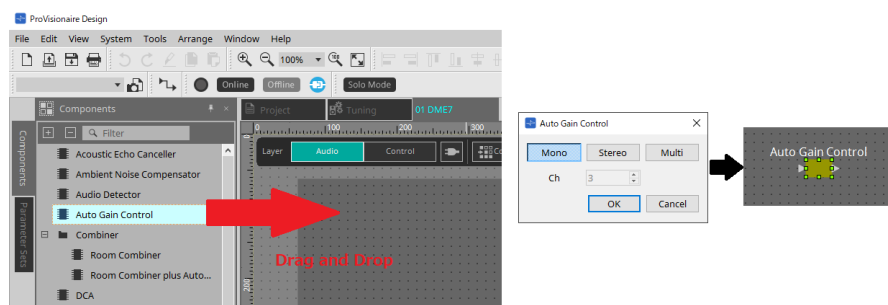 ProVisionaire Design
File Edit View System Tools Arrange Window Help
100%
Online Offline Solo Mode
Components
Project Tuning 01 DME7
Filter
0 100 200 300
Layer Audio Control
Components
Parameter Sets
Acoustic Echo Canceller
Ambient Noise Compensator
Audio Detector
Auto Gain Control
Combiner
Room Combiner
Room Combiner plus Auto...
DCA
200
Drag and Drop
Auto Gain Control
Mono Stereo Multi
Ch 3
OK Cancel
Auto Gain Control